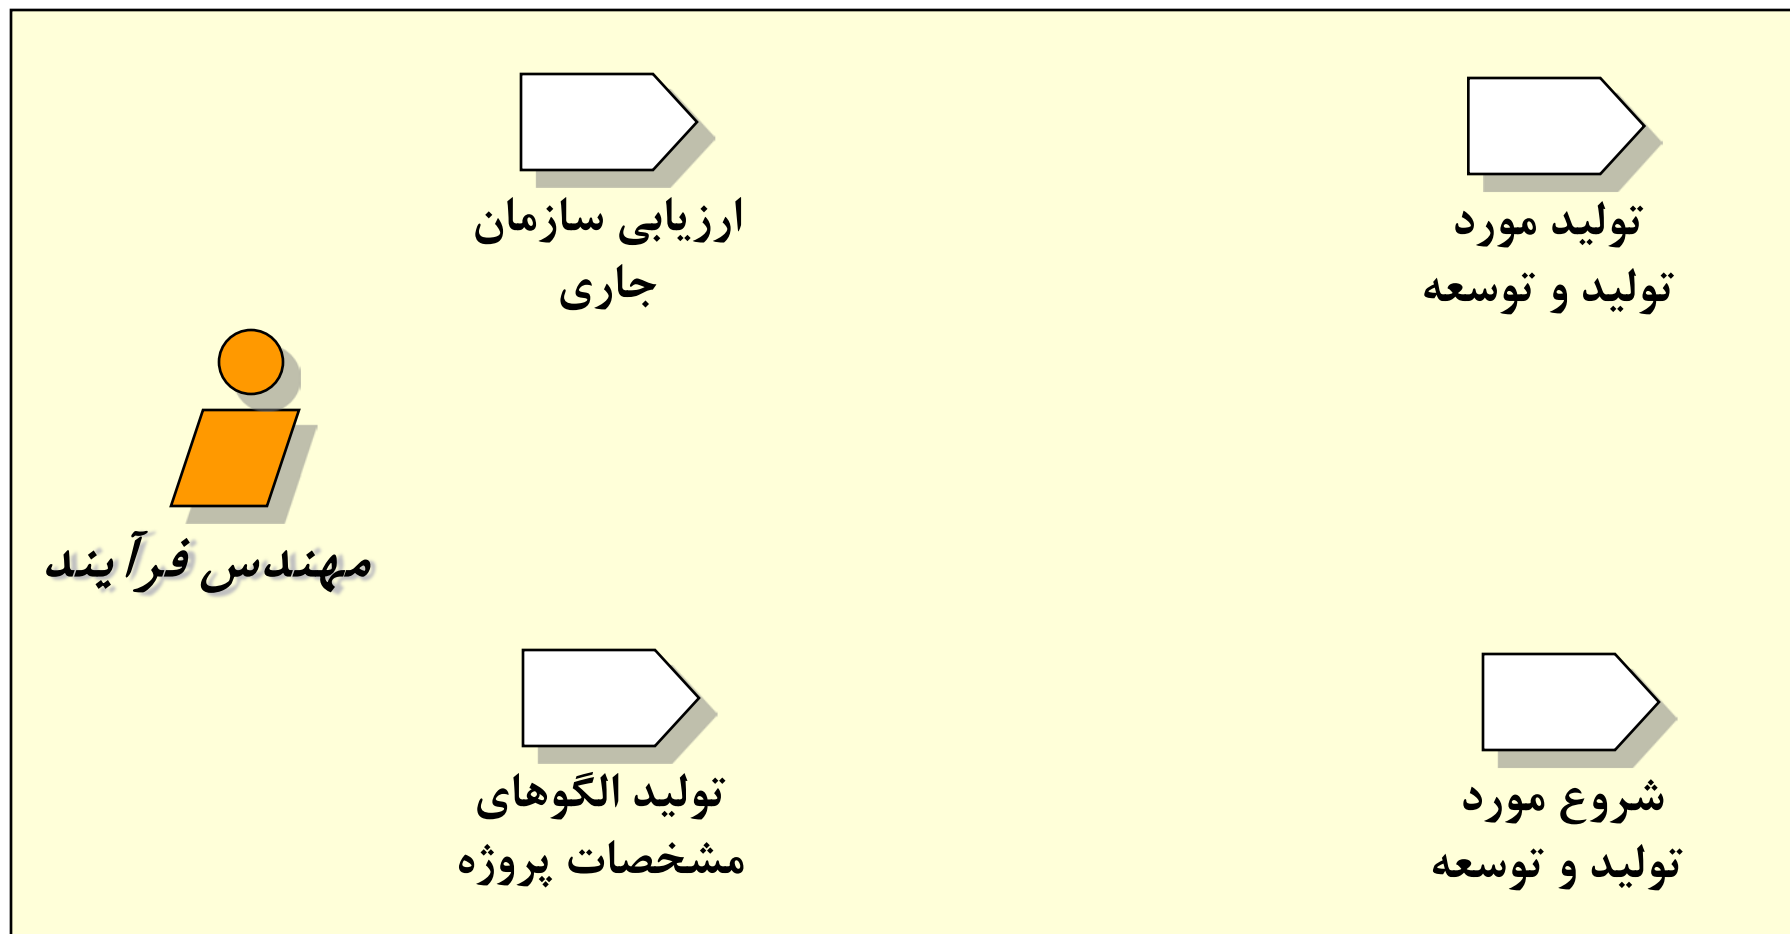 ارزیابی سازمان
جاری
تولید مورد
تولید و توسعه
مهندس فرآیند
تولید الگوهای
مشخصات پروژه
شروع مورد
تولید و توسعه